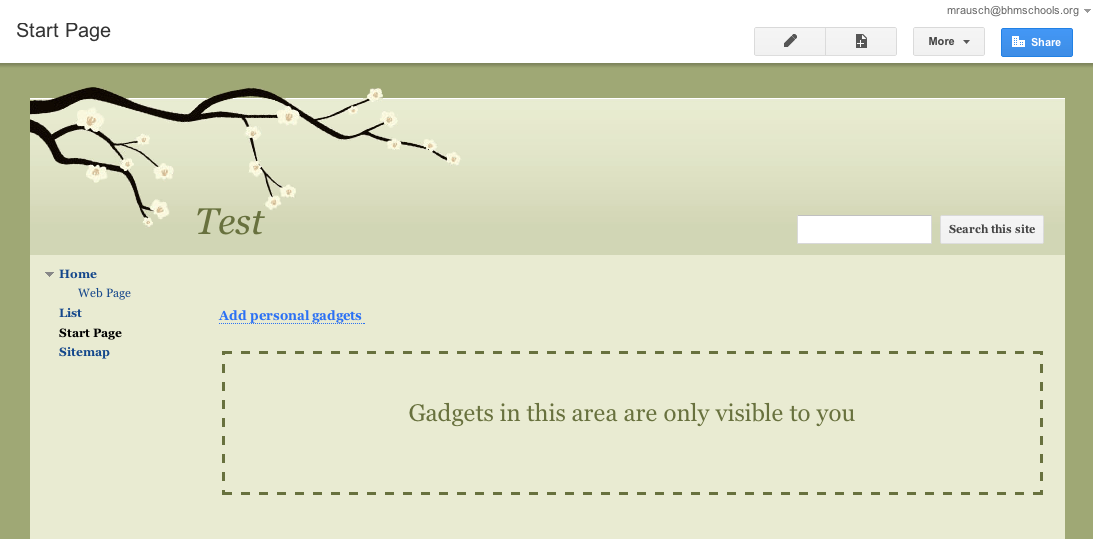 mrausch@bhmschools.org
Start Page
More
Share
Test
Search this site
Home
Web Page
List
Start Page
Sitemap
Add personal gadgets
Gadgets in this area are only visible to you